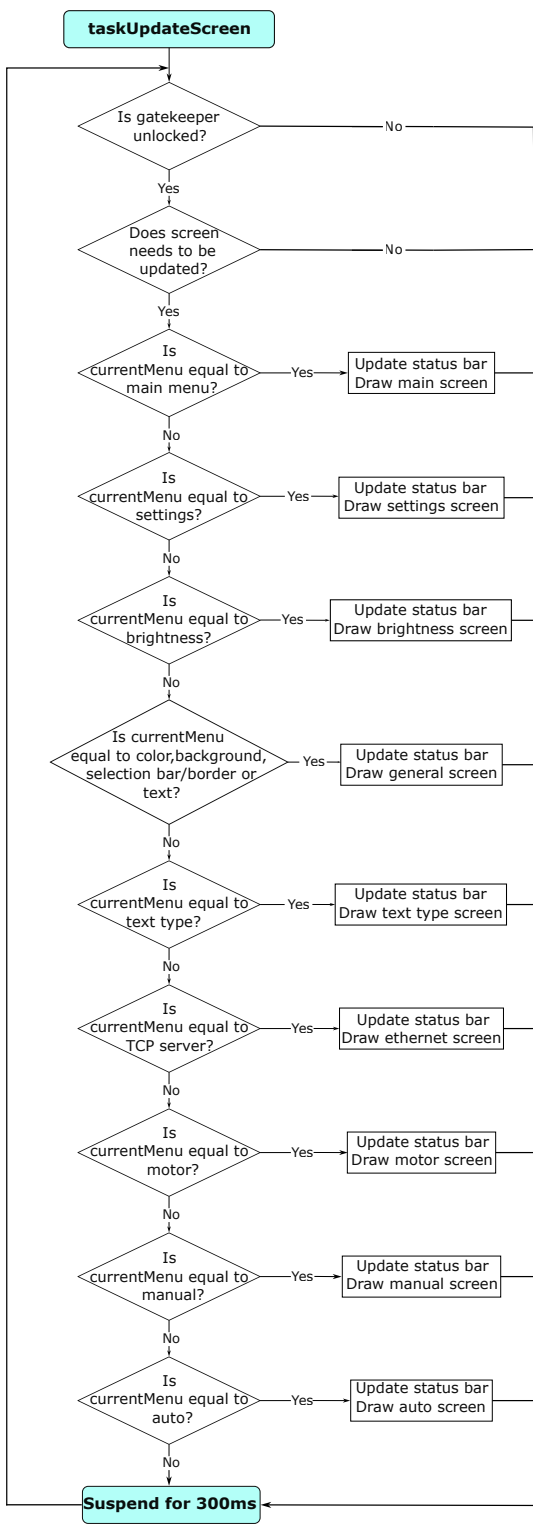 taskUpdateScreen
Is gatekeeper
unlocked?
No
Yes
Does screen
needs to be
updated?
No
Yes
Is
currentMenu equal to
main menu?
Yes
Update status bar
Draw main screen
No
Is
currentMenu equal to
settings?
Yes
Update status bar
Draw settings screen
No
Is
currentMenu equal to
brightness?
Yes
Update status bar
Draw brightness screen
No
Is currentMenu
equal to color,background,
selection bar/border or
text?
Yes
Update status bar
Draw general screen
No
Is
currentMenu equal to
text type?
Yes
Update status bar
Draw text type screen
No
Is
currentMenu equal to
TCP server?
Yes
Update status bar
Draw ethernet screen
No
Is
currentMenu equal to
motor?
Yes
Update status bar
Draw motor screen
No
Is
currentMenu equal to
manual?
Yes
Update status bar
Draw manual screen
No
Is
currentMenu equal to
auto?
Yes
Update status bar
Draw auto screen
No
Suspend for 300ms